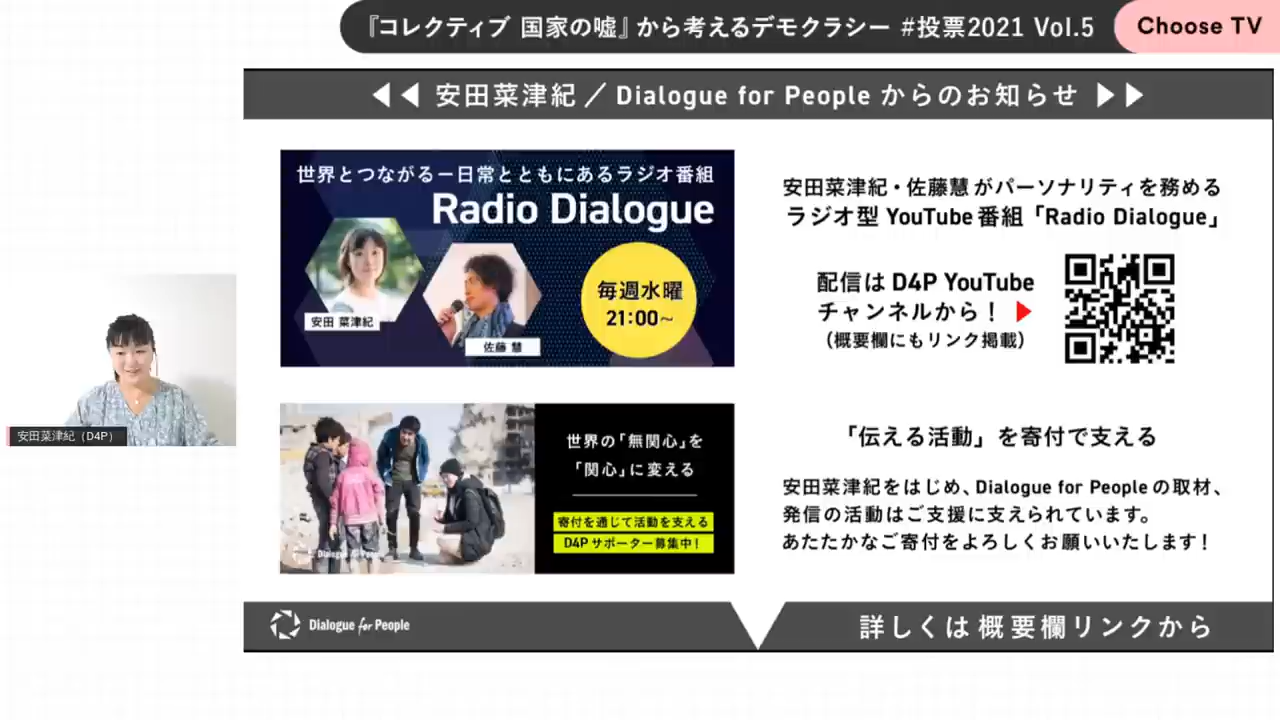 『コレクティブ 国家の嘘』から考えるデモクラシー #投票2021 Vol.5
Choose TV
安田菜津紀／Dialogue for People からのお知らせ
世界とつながるー日常とともにあるラジオ番組
Radio Dialogue
安田 菜津紀
佐藤 慧
毎週水曜
21:00~
安田菜津紀・佐藤慧がパーソナリティを務める
ラジオ型 YouTube 番組「Radio Dialogue」
配信は D4P YouTube
チャンネルから！
（概要欄にもリンク掲載）
安田菜津紀（D4P）
世界の「無関心」を
「関心」に変える
寄付を通じて活動を支える
D4P サポーター募集中！
Dialogue for People
「伝える活動」を寄付で支える
安田菜津紀をはじめ、Dialogue for People の取材、
発信の活動はご支援に支えられています。
あたたかなご寄付をよろしくお願いいたします！
Dialogue for People
詳しくは概要欄リンクから